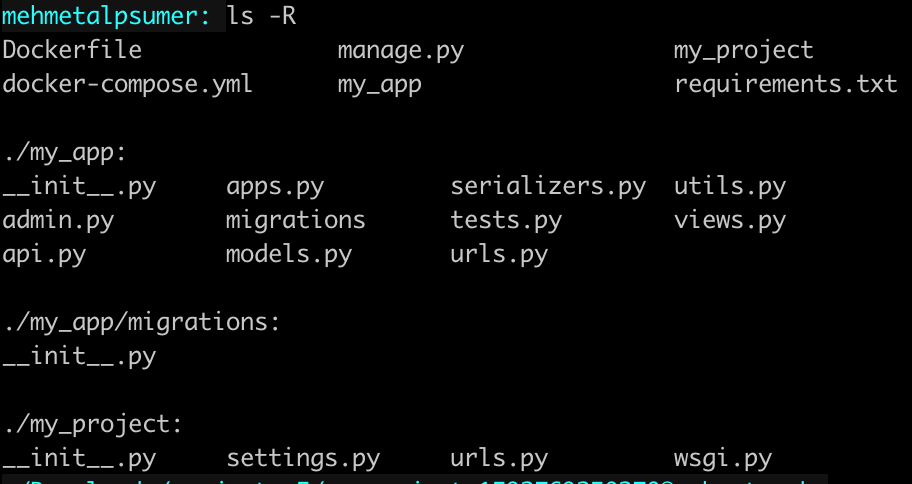 mehmetalpsumer: ls -R
Dockerfile manage.py my_project
docker-compose.yml my_app requirements.txt
./my_app:
__init__.py apps.py serializers.py utils.py
admin.py migrations tests.py views.py
api.py models.py urls.py
./my_app/migrations:
__init__.py
./my_project:
__init__.py settings.py urls.py wsgi.py